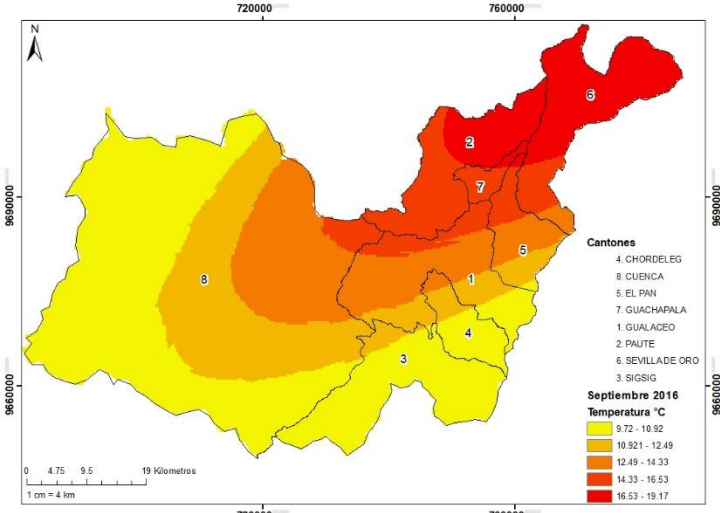 720000 760000
N
6
2
7
9690000 9690000
5
8
1
4
3
9660000 9660000
Cantones
4. CHORDELEG
8. CUENCA
5. EL PAN
7. GUACHAPALA
1. GUALACEO
2. PAUTE
6. SEVILLA DE ORO
3. SIGSIG
Septiembre 2016
Temperatura °C
9.72 - 10.92
10.921 - 12.49
12.49 - 14.33
14.33 - 16.53
16.53 - 19.17
0 4.75 9.5 19 Kilometros
1 cm = 4 km